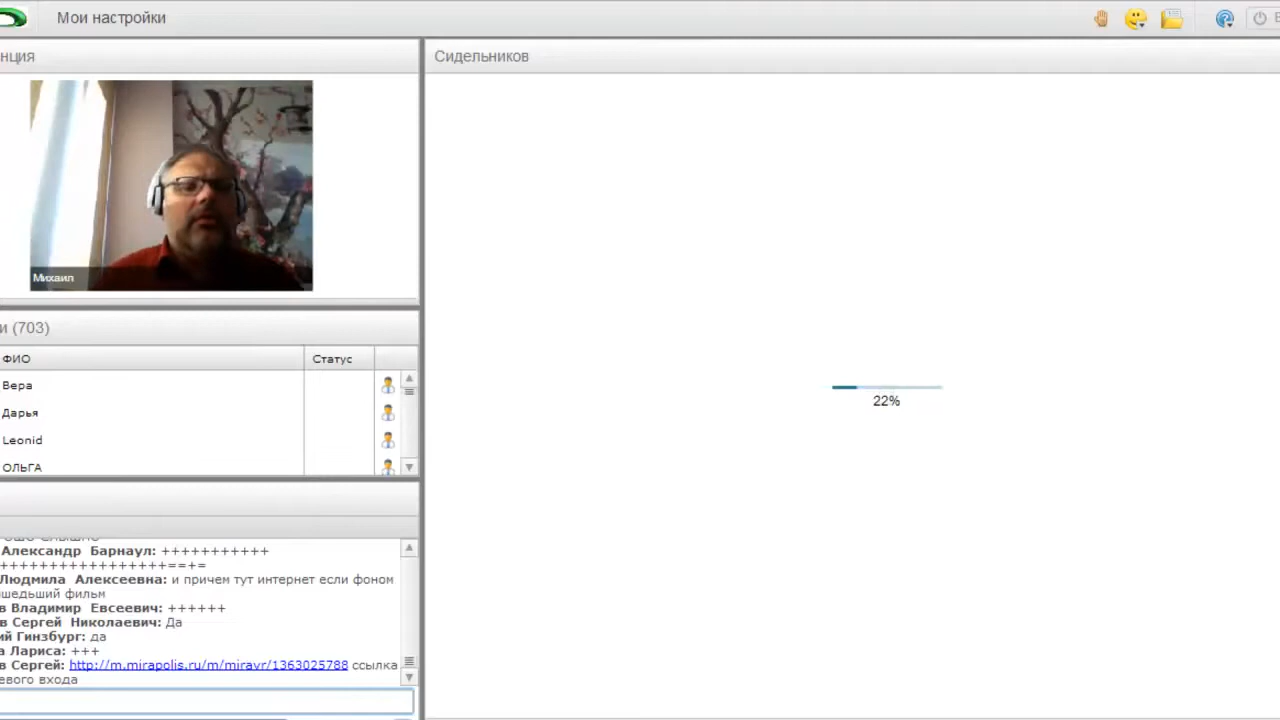 Мои настройки
нция
Сидельников
Михаил
и (703)
ФИО
Статус
Вера
Дарья
Leonid
ОЛЬГА
22%
Александр Барнаул: +++++++++++
+++++++++++++++++==+=
Людмила Алексеевна: и причем тут интернет если фоном
шедьший фильм
в Владимир Евсеевич: ++++++
в Сергей Николаевич: Да
ий Гинзбург: да
а Лариса: +++
в Сергей: http://m.mirapolis.ru/m/miravr/1363025788 ссылка
евого входа